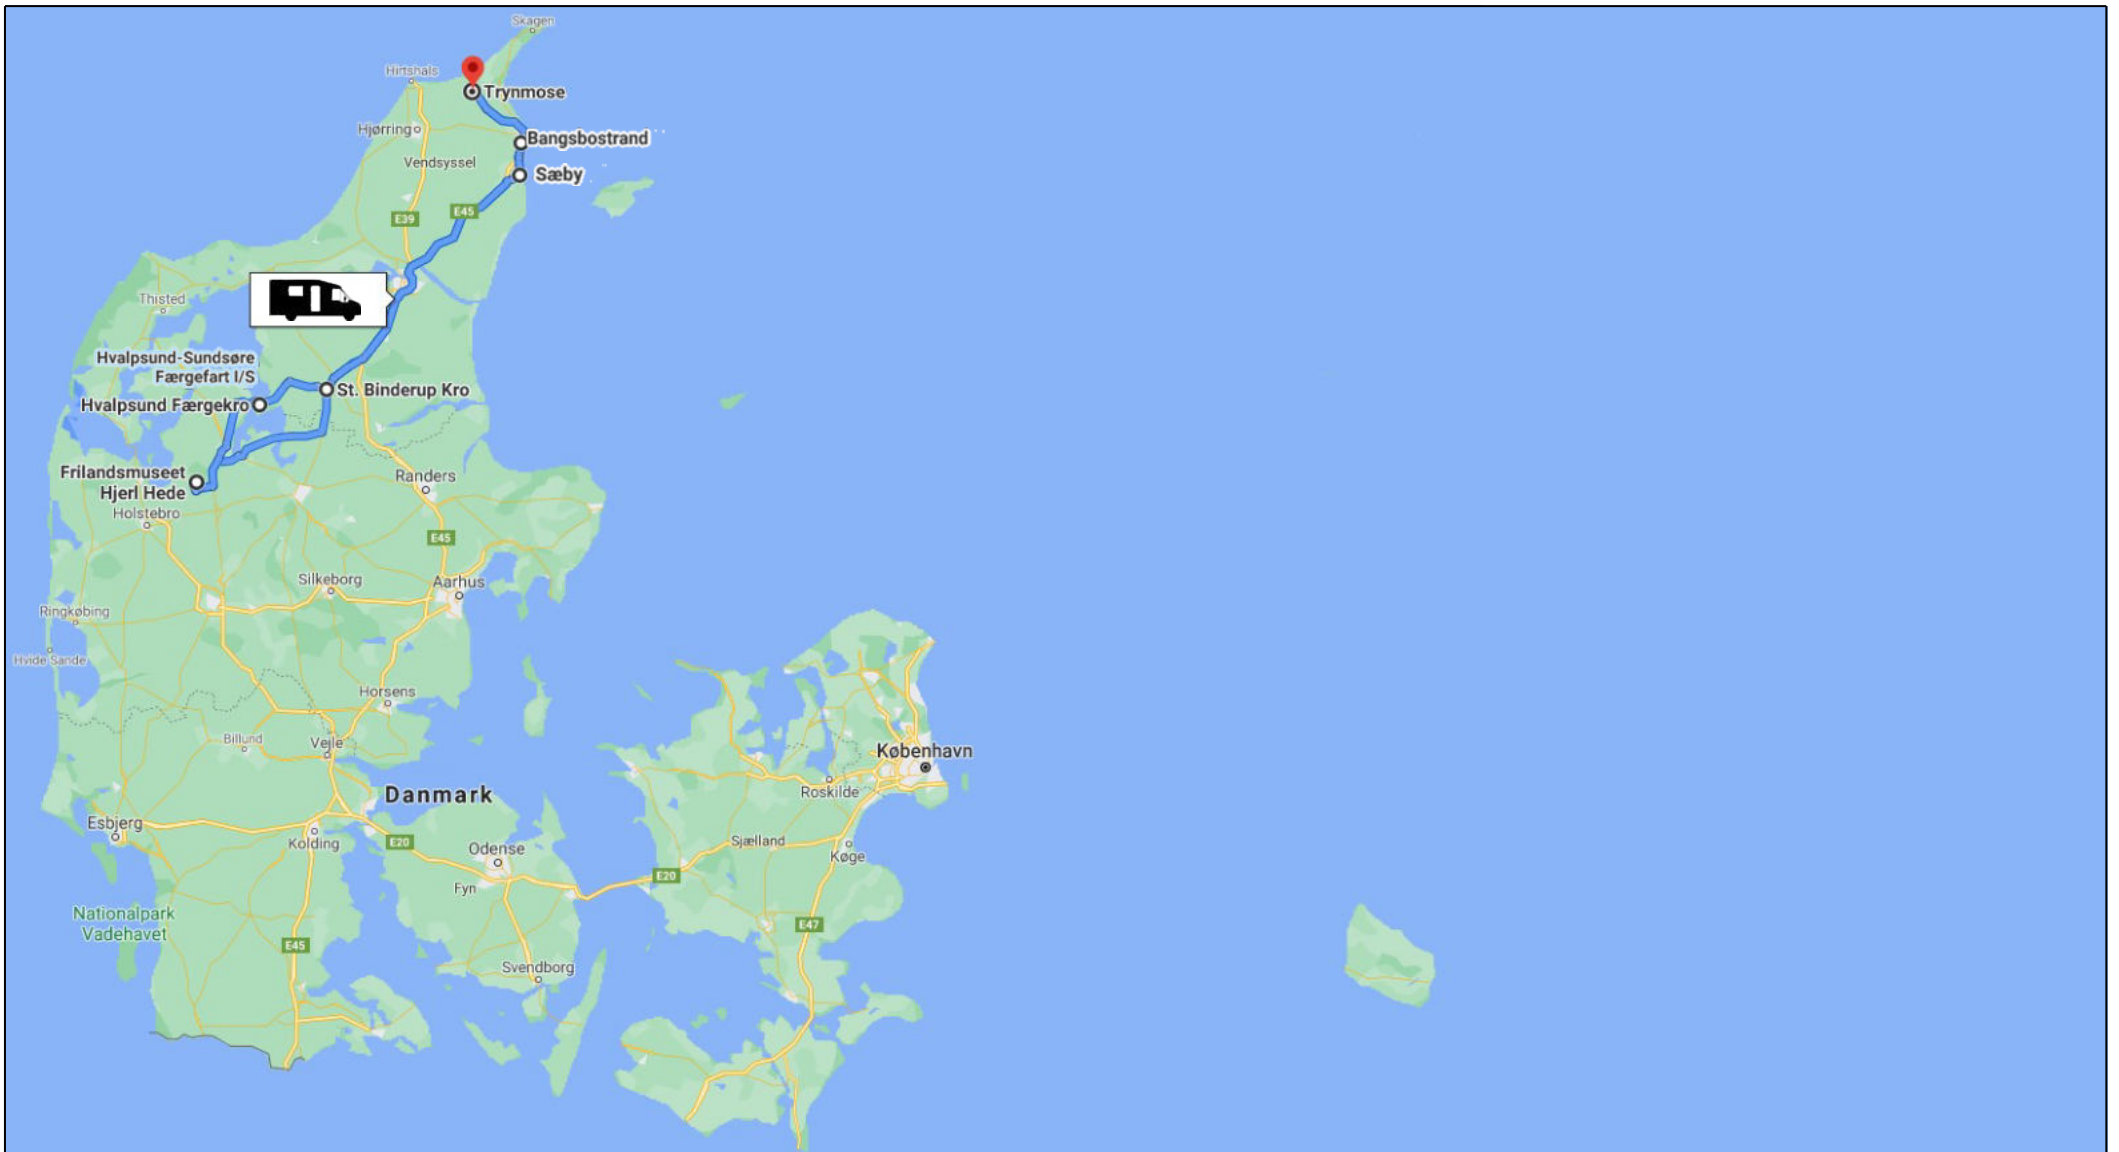 Skagen
Hirtshals
Trynmose
Hjørring
Bangsbostrand
Vendsyssel
Sæby
E45
E39
Thisted
Hvalpsund-Sundsøre
Færgefart I/S
St. Binderup Kro
Hvalpsund Færgekro
Frilandsmuseet
Hjerl Hede
Randers
Holstebro
E45
Silkeborg
Aarhus
Ringkøbing
Hvide Sande
Horsens
Billund
Vejle
København
Roskilde
Danmark
Esbjerg
Kolding
E20
Odense
Sjælland
Køge
E20
Fyn
Nationalpark
Vadehavet
E47
E45
Svendborg